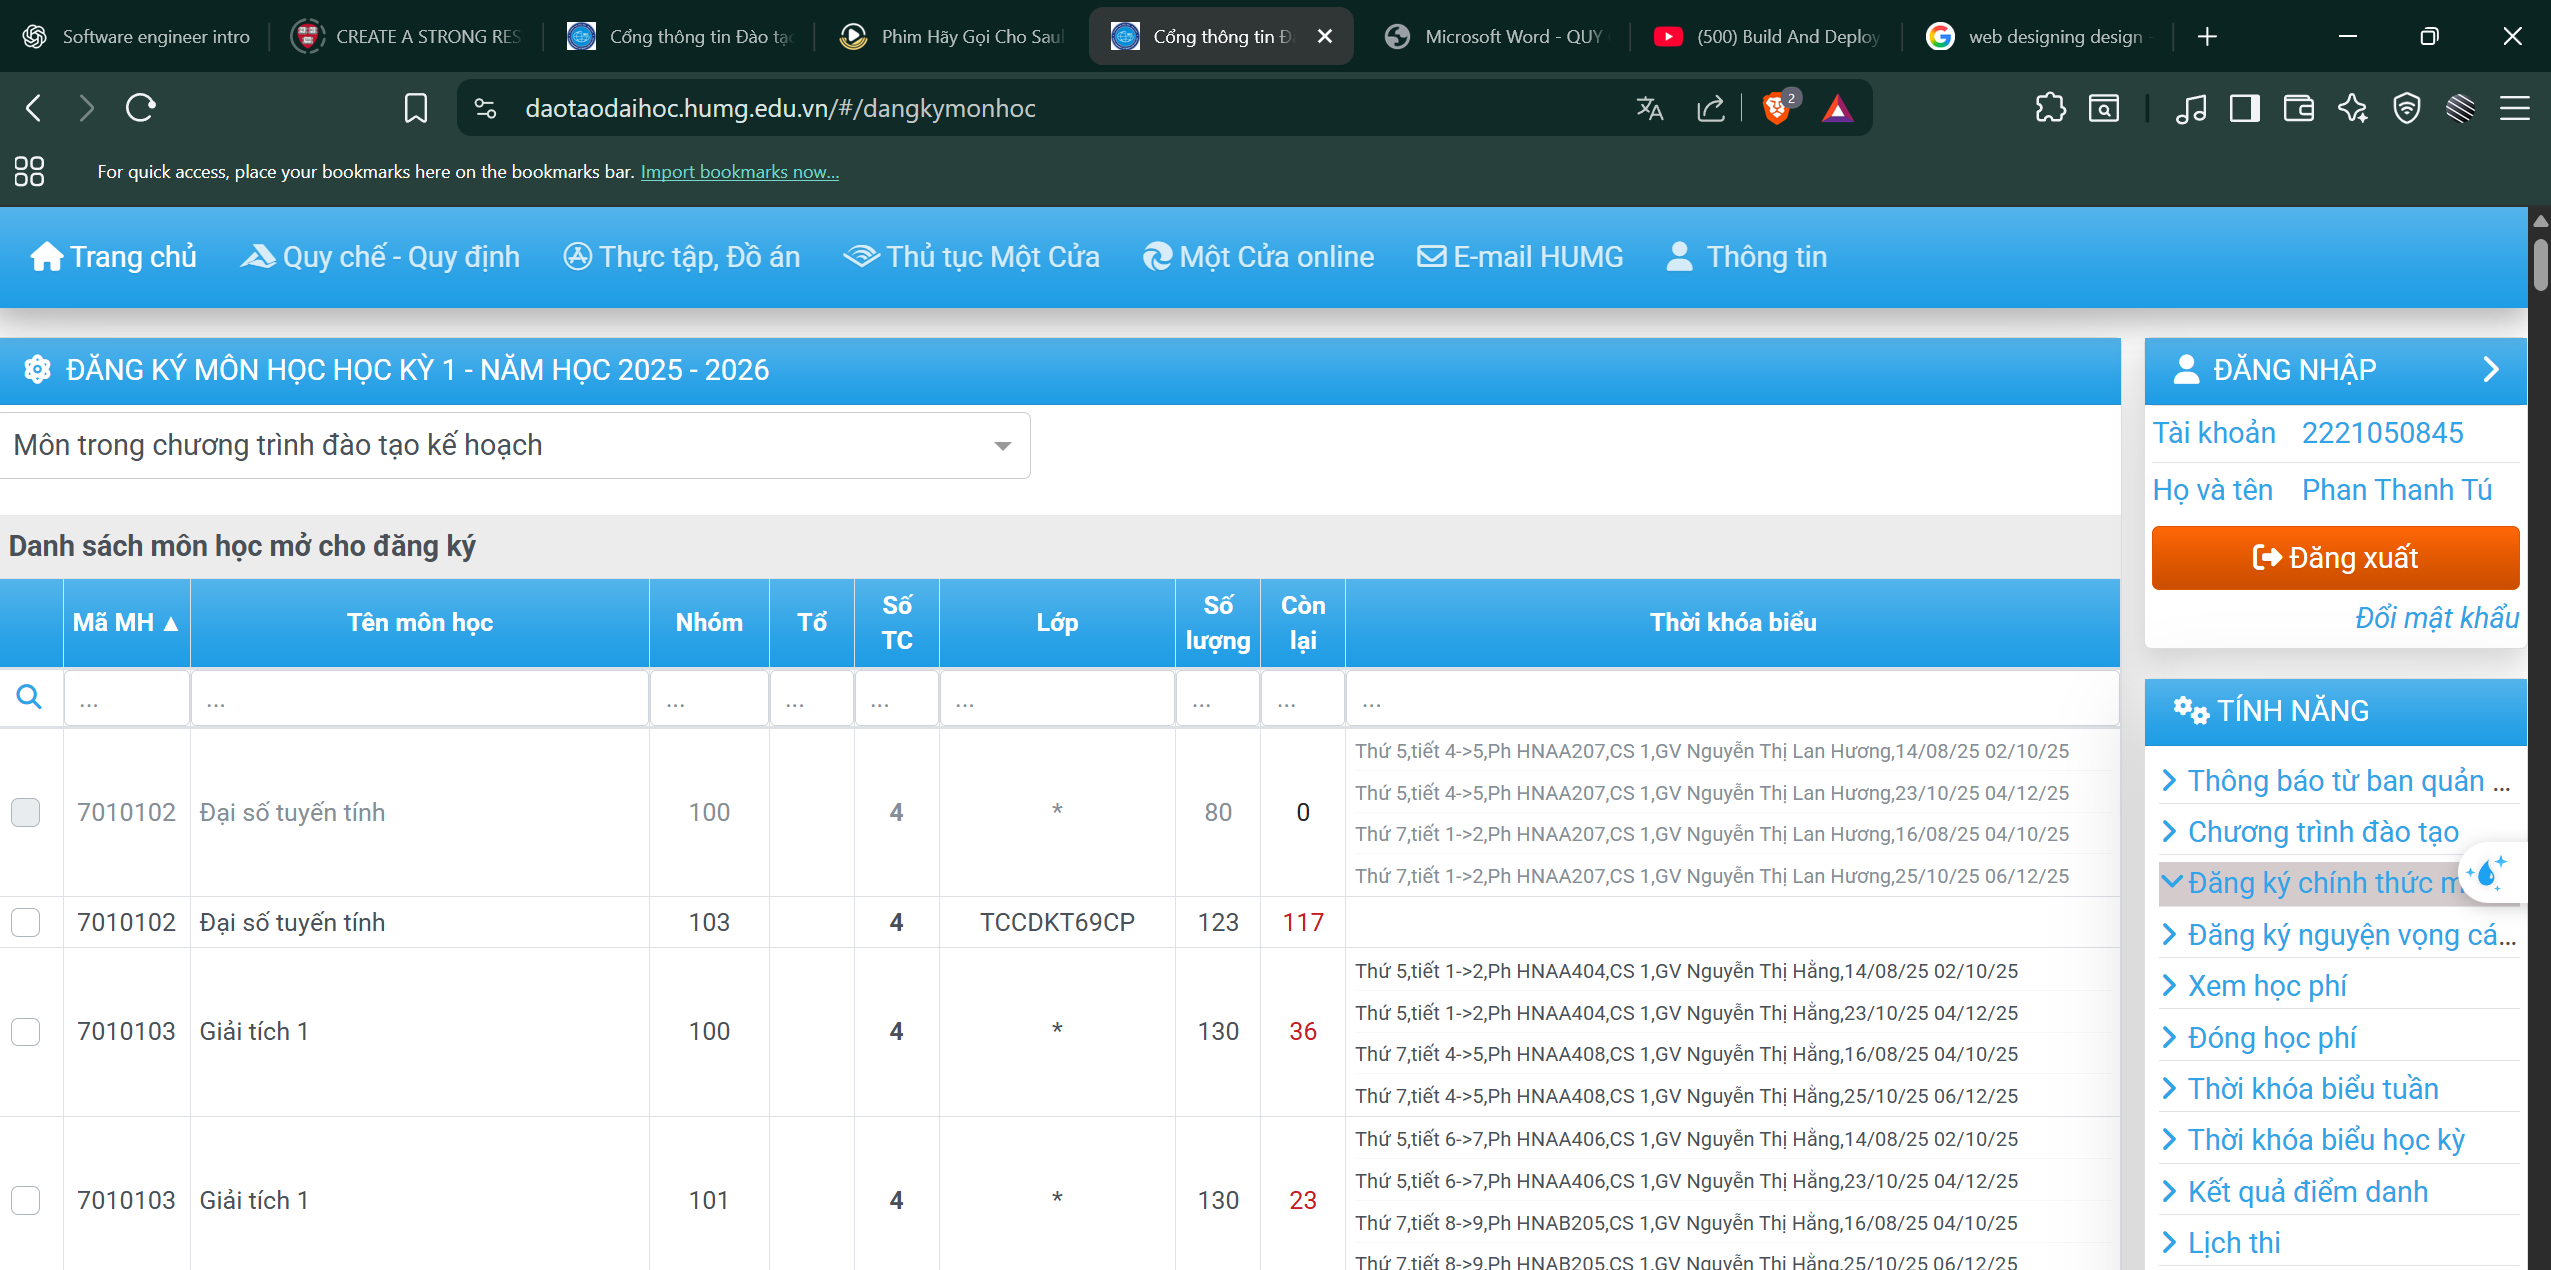 Software engineer intro
CREATE A STRONG RES
Cổng thông tin Đào tạo
Phim Hãy Gọi Cho Saul
Cổng thông tin Đ
Microsoft Word - QUY
(500) Build And Deploy
web designing design -
daotaodaihoc.humg.edu.vn/#/dangkymonhoc
2
For quick access, place your bookmarks here on the bookmarks bar. Import bookmarks now...
Trang chủ
Quy chế - Quy định
Thực tập, Đồ án
Thủ tục Một Cửa
Một Cửa online
E-mail HUMG
Thông tin
ĐĂNG KÝ MÔN HỌC HỌC KỲ 1 - NĂM HỌC 2025 - 2026
Môn trong chương trình đào tạo kế hoạch
Danh sách môn học mở cho đăng ký
Mã MH ▲ Tên môn học Nhóm Tổ Số TC Lớp Số lượng Còn lại Thời khóa biểu
... ... ... ... ... ... ... ... ...
7010102 Đại số tuyến tính 100 4 * 80 0
Thứ 5,tiết 4->5,Ph HNAA207,CS 1,GV Nguyễn Thị Lan Hương,14/08/25 02/10/25
Thứ 5,tiết 4->5,Ph HNAA207,CS 1,GV Nguyễn Thị Lan Hương,23/10/25 04/12/25
Thứ 7,tiết 1->2,Ph HNAA207,CS 1,GV Nguyễn Thị Lan Hương,16/08/25 04/10/25
Thứ 7,tiết 1->2,Ph HNAA207,CS 1,GV Nguyễn Thị Lan Hương,25/10/25 06/12/25
7010102 Đại số tuyến tính 103 4 TCCDKT69CP 123 117
7010103 Giải tích 1 100 4 * 130 36
Thứ 5,tiết 1->2,Ph HNAA404,CS 1,GV Nguyễn Thị Hằng,14/08/25 02/10/25
Thứ 5,tiết 1->2,Ph HNAA404,CS 1,GV Nguyễn Thị Hằng,23/10/25 04/12/25
Thứ 7,tiết 4->5,Ph HNAA408,CS 1,GV Nguyễn Thị Hằng,16/08/25 04/10/25
Thứ 7,tiết 4->5,Ph HNAA408,CS 1,GV Nguyễn Thị Hằng,25/10/25 06/12/25
7010103 Giải tích 1 101 4 * 130 23
Thứ 5,tiết 6->7,Ph HNAA406,CS 1,GV Nguyễn Thị Hằng,14/08/25 02/10/25
Thứ 5,tiết 6->7,Ph HNAA406,CS 1,GV Nguyễn Thị Hằng,23/10/25 04/12/25
Thứ 7,tiết 8->9,Ph HNAB205,CS 1,GV Nguyễn Thị Hằng,16/08/25 04/10/25
Thứ 7,tiết 8->9,Ph HNAB205,CS 1,GV Nguyễn Thị Hằng,25/10/25 06/12/25
ĐĂNG NHẬP
Tài khoản 2221050845
Họ và tên Phan Thanh Tú
Đăng xuất
Đổi mật khẩu
TÍNH NĂNG
Thông báo từ ban quản ...
Chương trình đào tạo
Đăng ký chính thức m
Đăng ký nguyện vọng cá...
Xem học phí
Đóng học phí
Thời khóa biểu tuần
Thời khóa biểu học kỳ
Kết quả điểm danh
Lịch thi